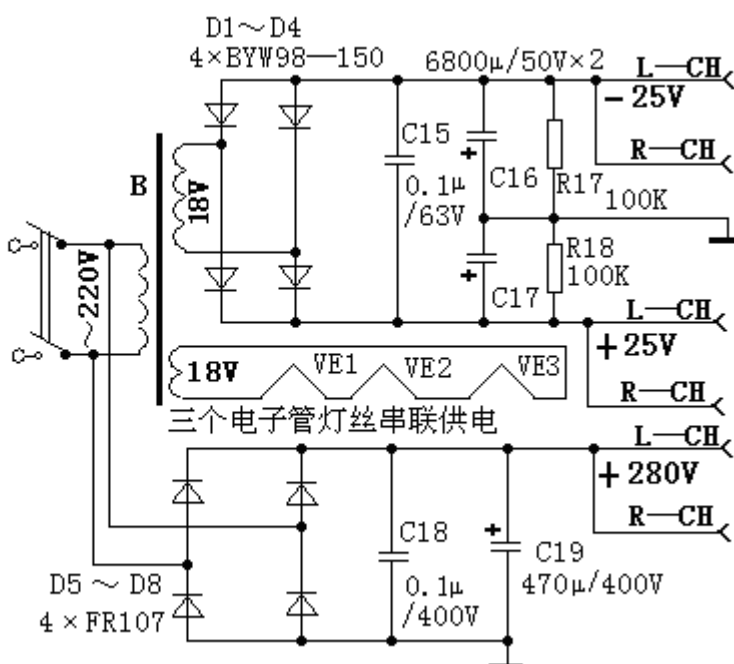 D1～D4
4×BYW98—150
6800μ/50V×2
L—CH
－25V
R—CH
C15
0.1μ
/63V
C16
R17
100K
B
18V
～220V
R18
100K
C17
L—CH
＋25V
R—CH
18V
VE1
VE2
VE3
三个电子管灯丝串联供电
L—CH
＋280V
R—CH
C18
0.1μ
/400V
C19
470μ/400V
D5～D8
4×FR107